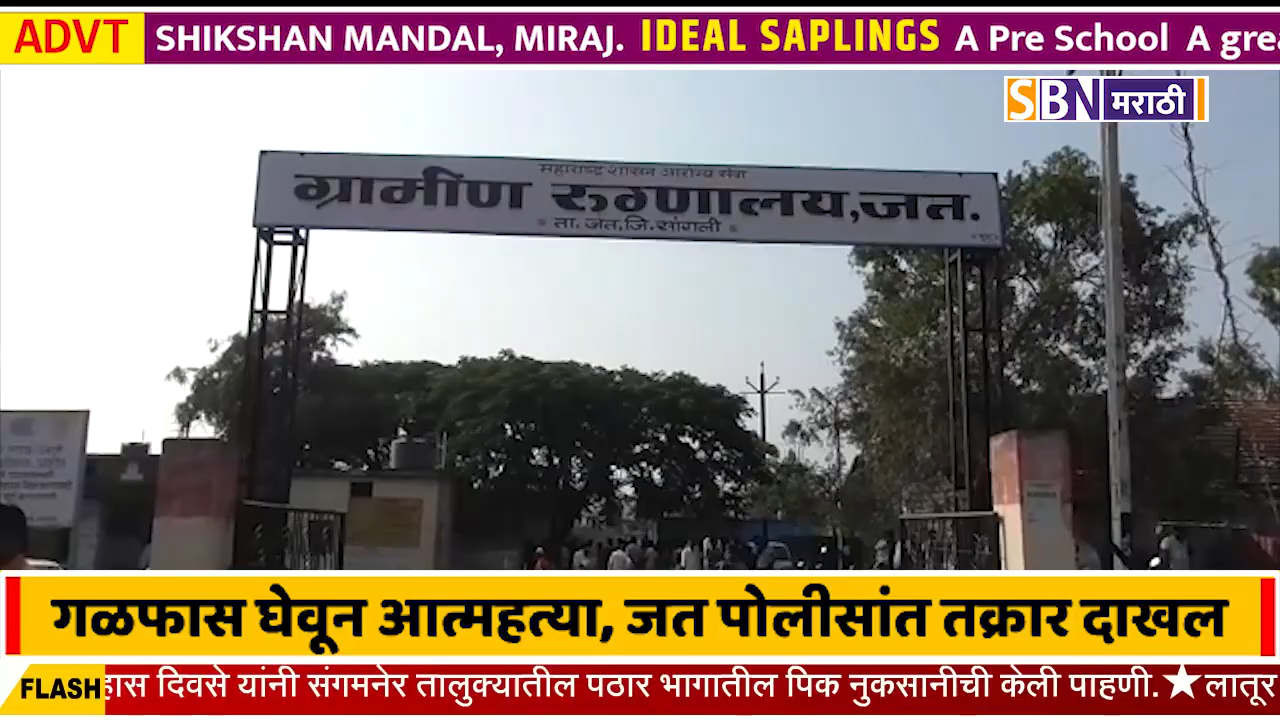 ADVT SHIKSHAN MANDAL, MIRAJ. IDEAL SAPLINGS A Pre School A grea
SBN मराठी
महाराष्ट्र शासन आरोग्य सेवा
ग्रामीण रुग्णालय,जत.
ता. जत,जि.सांगली
गळफास घेवून आत्महत्या, जत पोलीसांत तक्रार दाखल
FLASH हास दिवसे यांनी संगमनेर तालुक्यातील पठार भागातील पिक नुकसानीची केली पाहणी.★लातूर